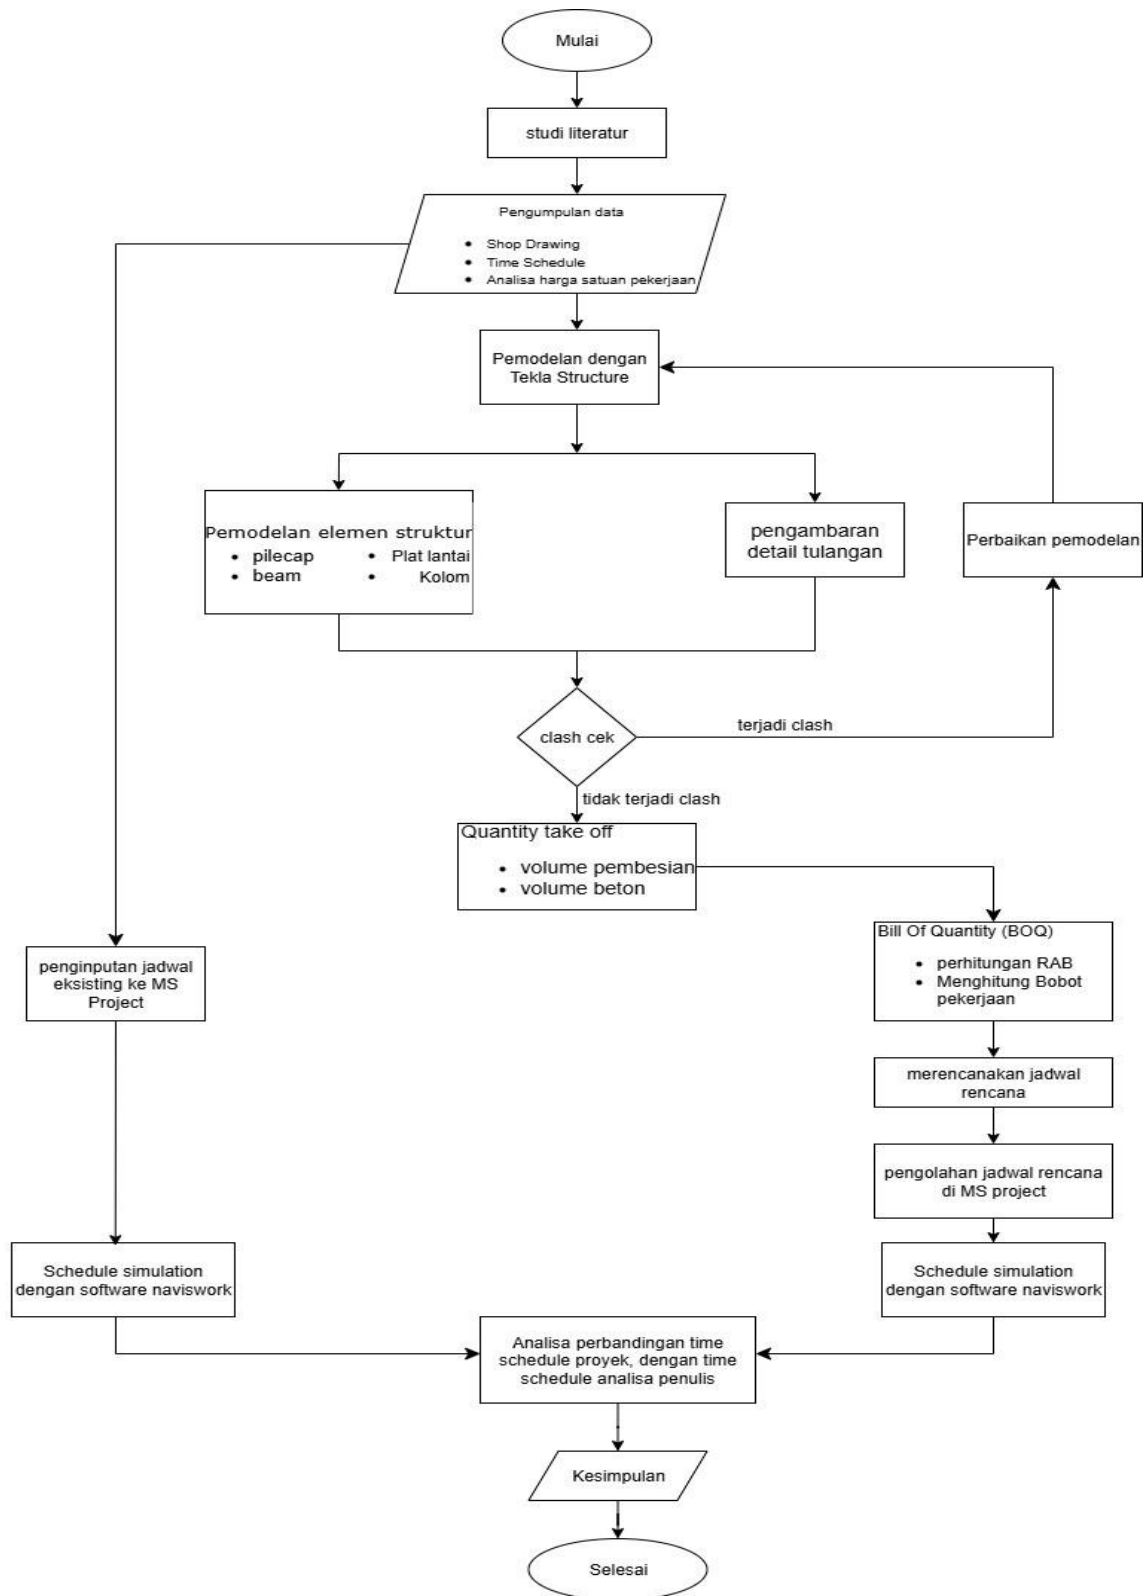 Mulai
studi literatur
Pengumpulan data
• Shop Drawing
• Time Schedule
• Analisa harga satuan pekerjaan
Pemodelan dengan
Tekla Structure
Pemodelan elemen struktur
• pilecap
• Plat lantai
• beam
• Kolom
pengambaran
detail tulangan
Perbaikan pemodelan
clash cek
terjadi clash
tidak terjadi clash
Quantity take off
• volume pembesian
• volume beton
Bill Of Quantity (BOQ)
• perhitungan RAB
• Menghitung Bobot
pekerjaan
penginputan jadwal
eksisting ke MS
Project
merencanakan jadwal
rencana
pengolahan jadwal rencana
di MS project
Schedule simulation
dengan software naviswork
Schedule simulation
dengan software naviswork
Analisa perbandingan time
schedule proyek, dengan time
schedule analisa penulis
Kesimpulan
Selesai